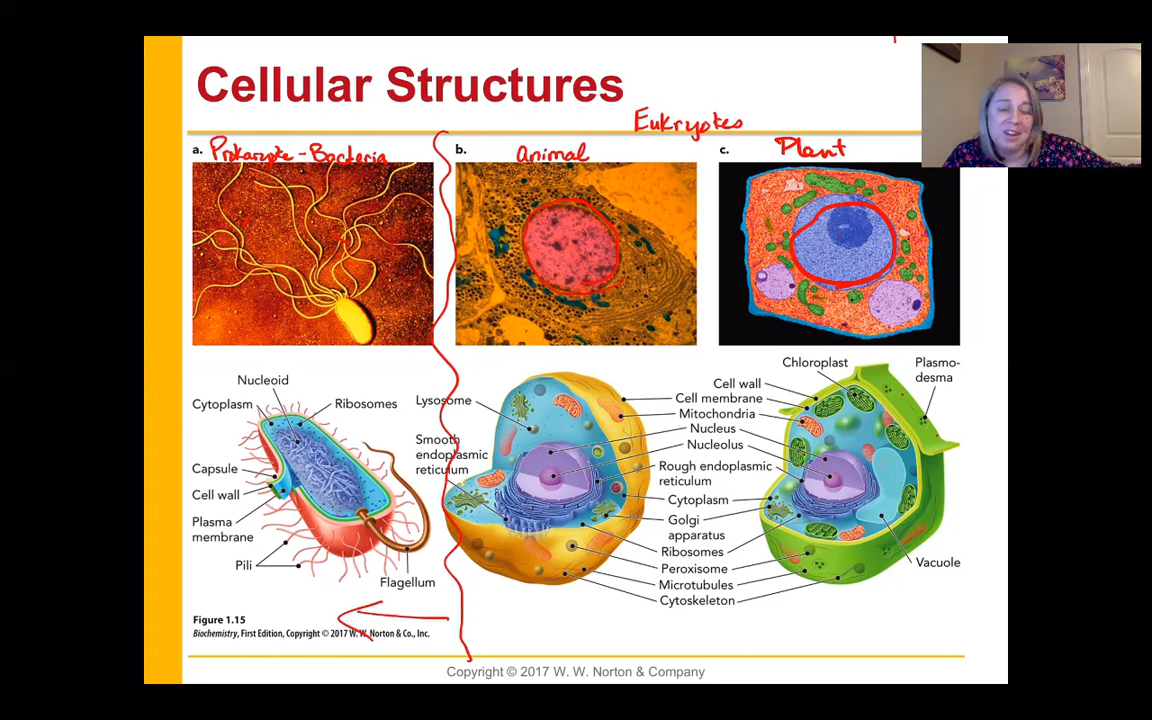 Cellular Structures
Eukryotes
a. Prokaryote - Bacteria
b. Animal
c. Plant
Nucleoid
Cytoplasm
Ribosomes
Capsule
Cell wall
Plasma
membrane
Pili
Flagellum
Lysosome
Smooth
endoplasmic
reticulum
Chloroplast
Plasmo-
desma
Cell wall
Cell membrane
Mitochondria
Nucleus
Nucleolus
Rough endoplasmic
reticulum
Cytoplasm
Golgi
apparatus
Ribosomes
Peroxisome
Microtubules
Cytoskeleton
Vacuole
Figure 1.15
Biochemistry, First Edition, Copyright © 2017 W. W. Norton & Co., Inc.
Copyright © 2017 W. W. Norton & Company